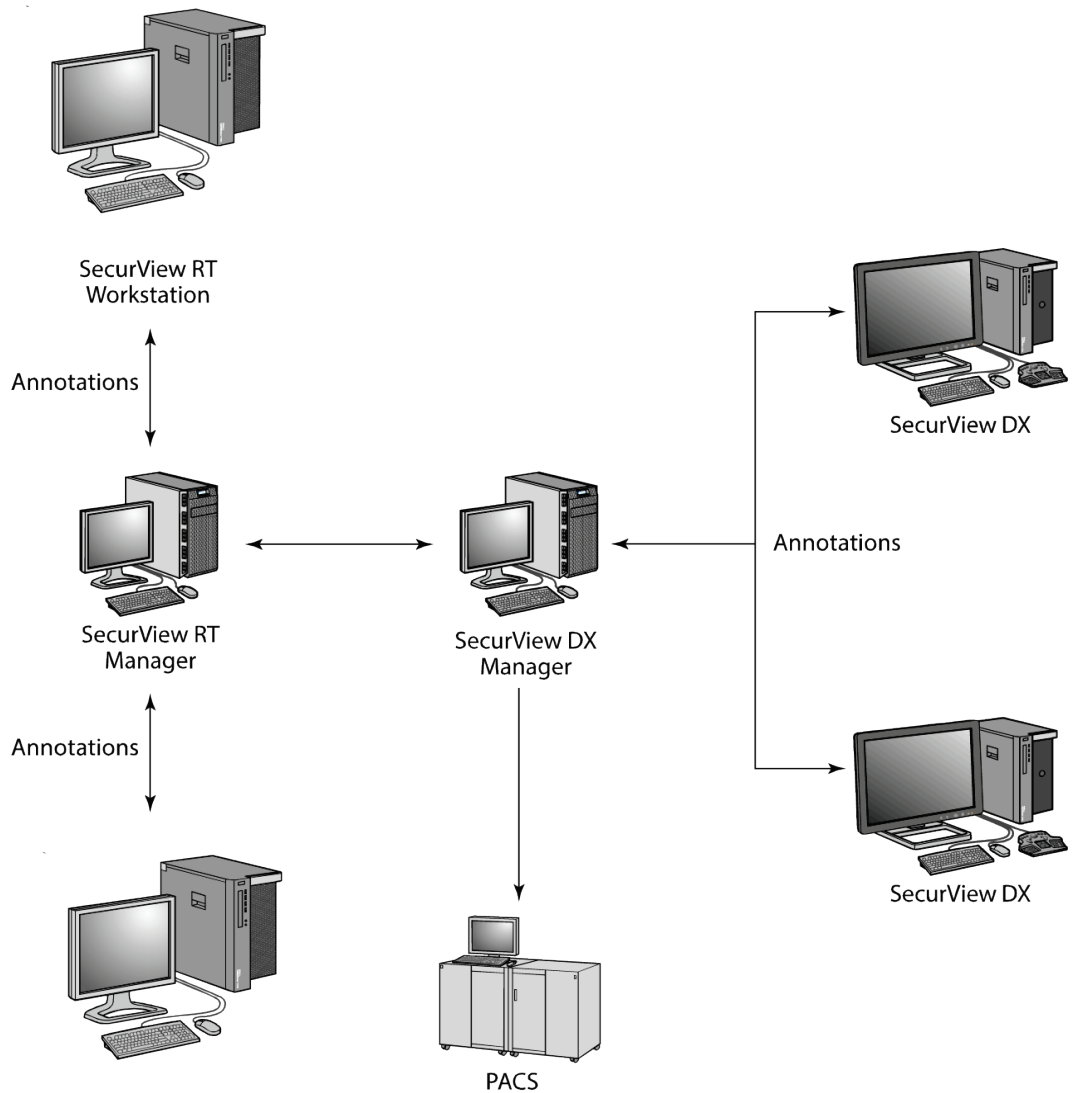 SecurView RT
Workstation
Annotations
SecurView DX
Annotations
SecurView RT
Manager
SecurView DX
Manager
Annotations
SecurView DX
PACS